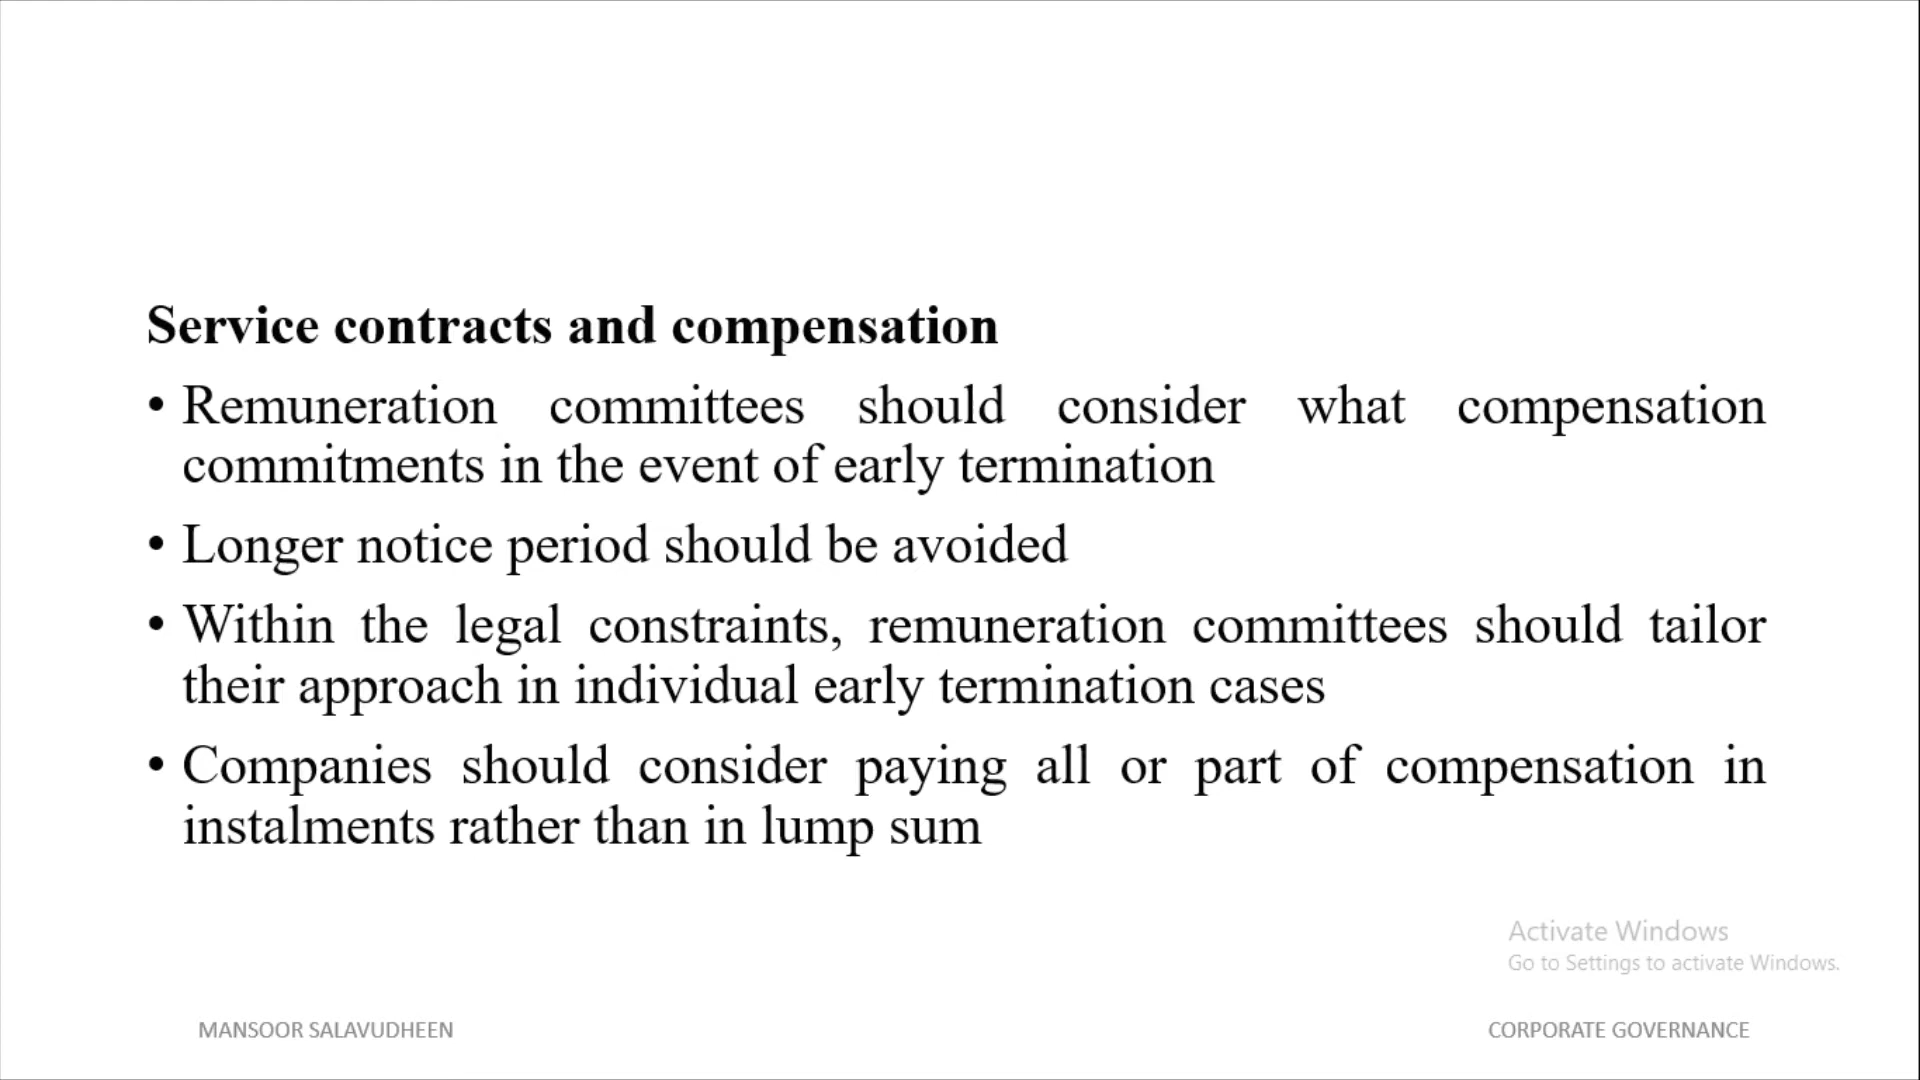 Service contracts and compensation
• Remuneration committees should consider what compensation
commitments in the event of early termination
• Longer notice period should be avoided
• Within the legal constraints, remuneration committees should tailor
their approach in individual early termination cases
• Companies should consider paying all or part of compensation in
instalments rather than in lump sum
Activate Windows
Go to Settings to activate Windows.
MANSOOR SALAVUDHEEN
CORPORATE GOVERNANCE